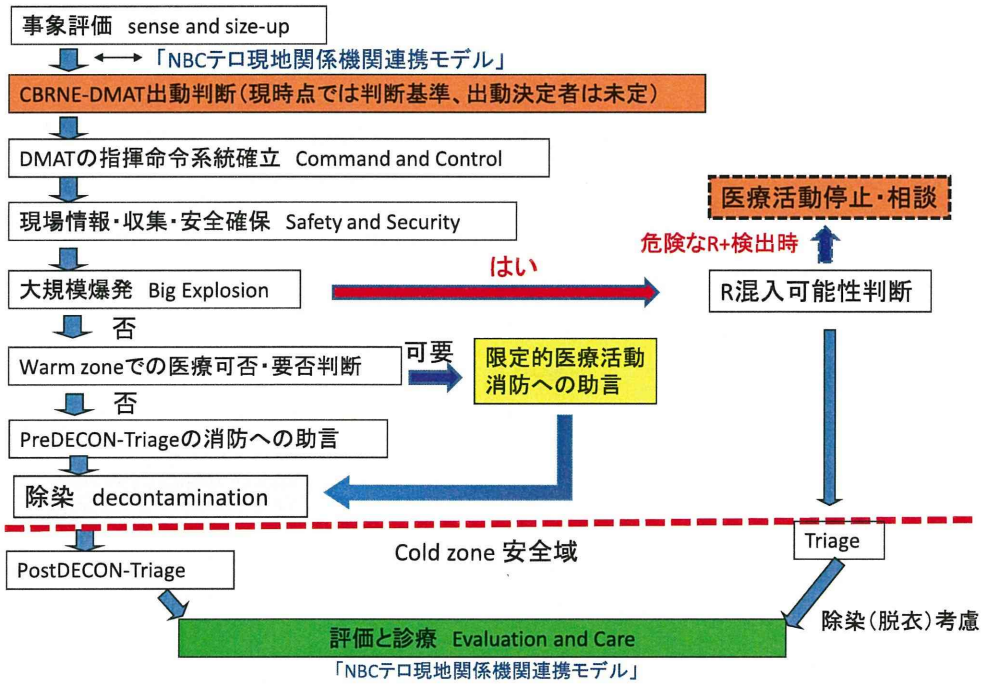 事象評価 sense and size-up
「NBCテロ現地関係機関連携モデル」
CBRNE-DMAT出動判断(現時点では判断基準、出動決定者は未定)
DMATの指揮命令系統確立 Command and Control
現場情報・収集・安全確保 Safety and Security
大規模爆発 Big Explosion
はい
医療活動停止・相談
危険なR+検出時
R混入可能性判断
否
Warm zoneでの医療可否・要否判断
可要
限定的医療活動
消防への助言
否
PreDECON-Triageの消防への助言
除染 decontamination
Cold zone 安全域
Triage
PostDECON-Triage
除染(脱衣)考慮
評価と診療 Evaluation and Care
「NBCテロ現地関係機関連携モデル」